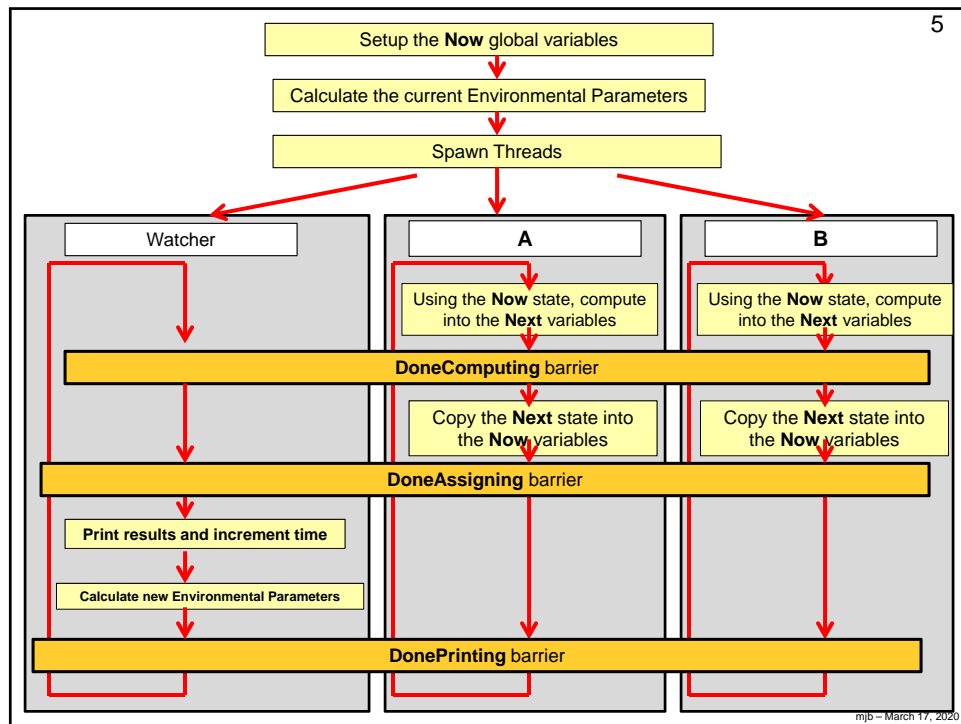 5
Setup the Now global variables
Calculate the current Environmental Parameters
Spawn Threads
Watcher
A
B
Using the Now state, compute
into the Next variables
Using the Now state, compute
into the Next variables
DoneComputing barrier
Copy the Next state into
the Now variables
Copy the Next state into
the Now variables
DoneAssigning barrier
Print results and increment time
Calculate new Environmental Parameters
DonePrinting barrier
mjb – March 17, 2020